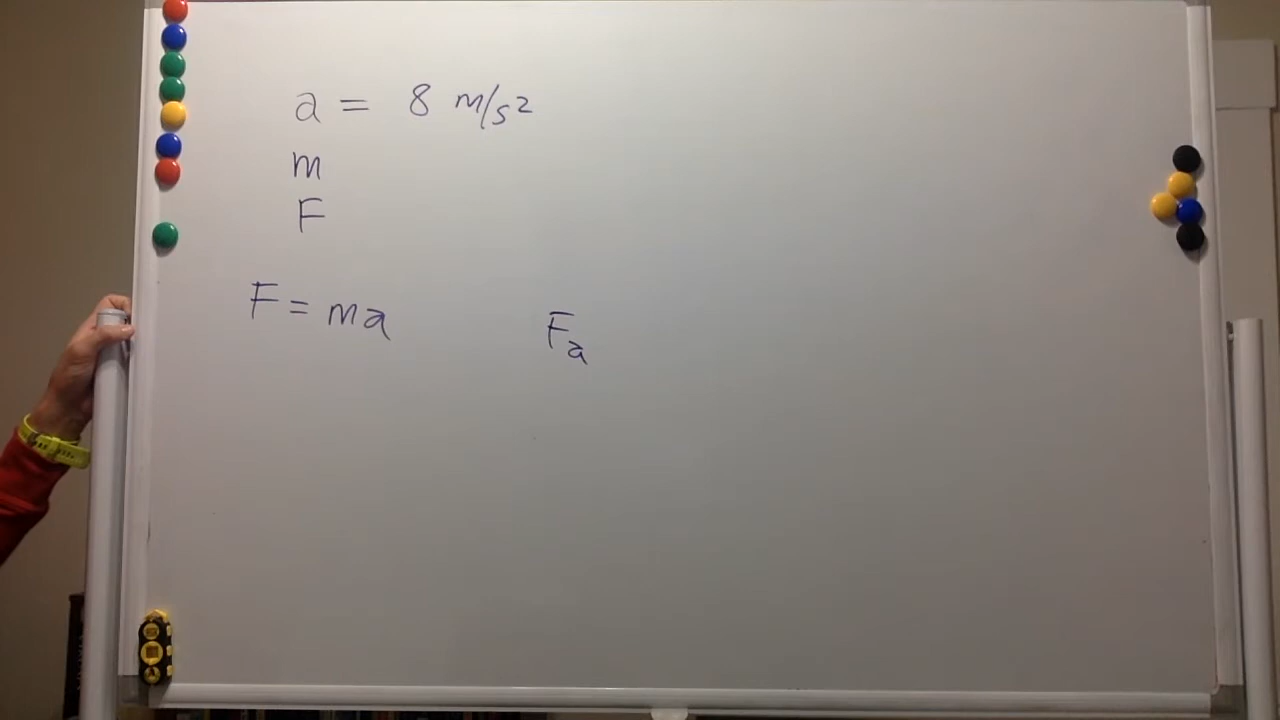 a = 8 m/s²
m
F
F = ma
Fₐ